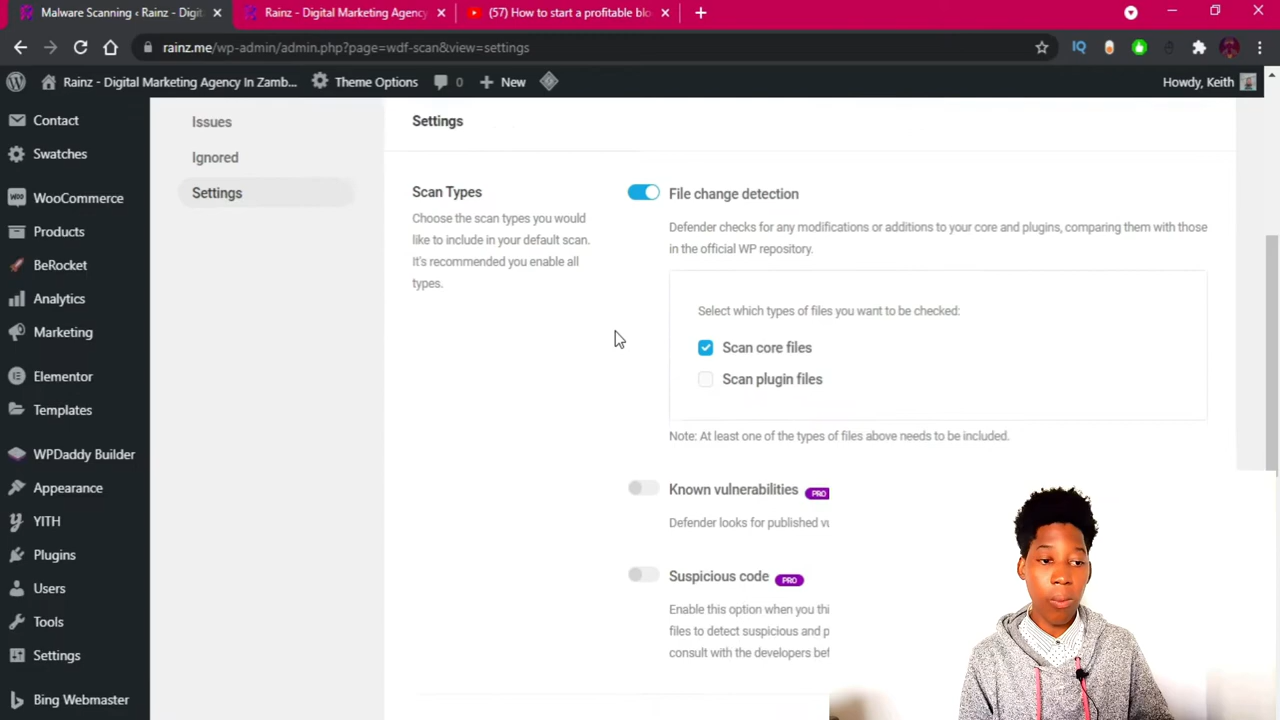 Malware Scanning ‹ Rainz - Digit
Rainz - Digital Marketing Agency
(57) How to start a profitable blo
rainz.me/wp-admin/admin.php?page=wdf-scan&view=settings
IQ
Rainz - Digital Marketing Agency In Zamb...
Theme Options
0
New
Howdy, Keith
Contact
Swatches
WooCommerce
Products
BeRocket
Analytics
Marketing
Elementor
Templates
WPDaddy Builder
Appearance
YITH
Plugins
Users
Tools
Settings
Bing Webmaster
Issues
Ignored
Settings
Settings
Scan Types
Choose the scan types you would
like to include in your default scan.
It's recommended you enable all
types.
File change detection
Defender checks for any modifications or additions to your core and plugins, comparing them with those
in the official WP repository.
Select which types of files you want to be checked:
Scan core files
Scan plugin files
Note: At least one of the types of files above needs to be included.
Known vulnerabilities PRO
Defender looks for published vu
Suspicious code PRO
Enable this option when you thi
files to detect suspicious and p
consult with the developers bef